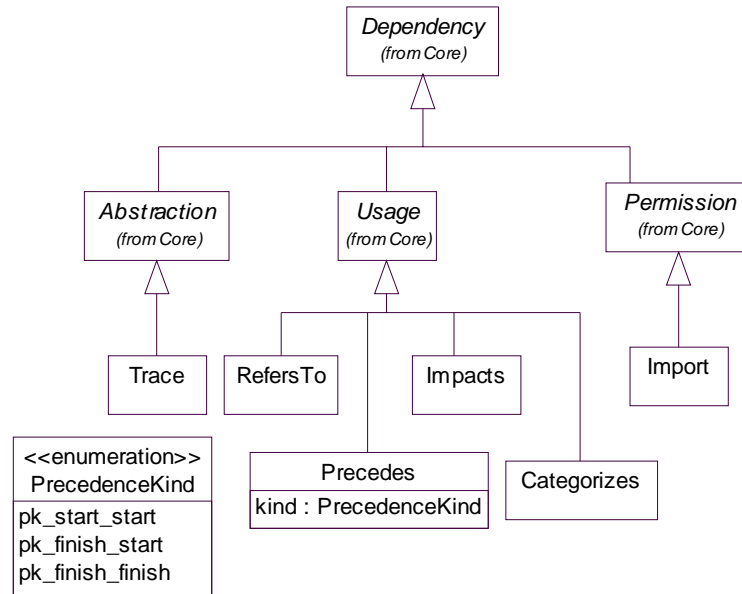 Dependency
(from Core)
Abstraction
(from Core)
Usage
(from Core)
Permission
(from Core)
Trace
RefersTo
Impacts
Import
<<enumeration>>
PrecedenceKind
pk_start_start
pk_finish_start
pk_finish_finish
Precedes
kind : PrecedenceKind
Categorizes